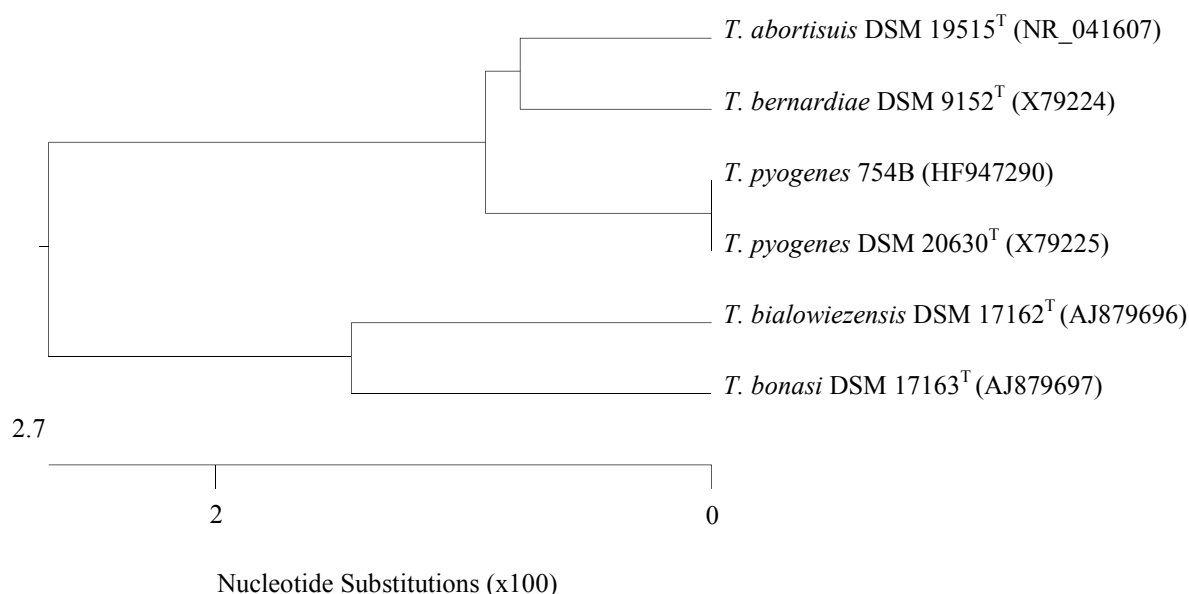 T. abortisuis DSM 19515ᵀ (NR_041607)
T. bernardiae DSM 9152ᵀ (X79224)
T. pyogenes 754B (HF947290)
T. pyogenes DSM 20630ᵀ (X79225)
T. bialowiezensis DSM 17162ᵀ (AJ879696)
T. bonasi DSM 17163ᵀ (AJ879697)
2.7
2 0
Nucleotide Substitutions (x100)